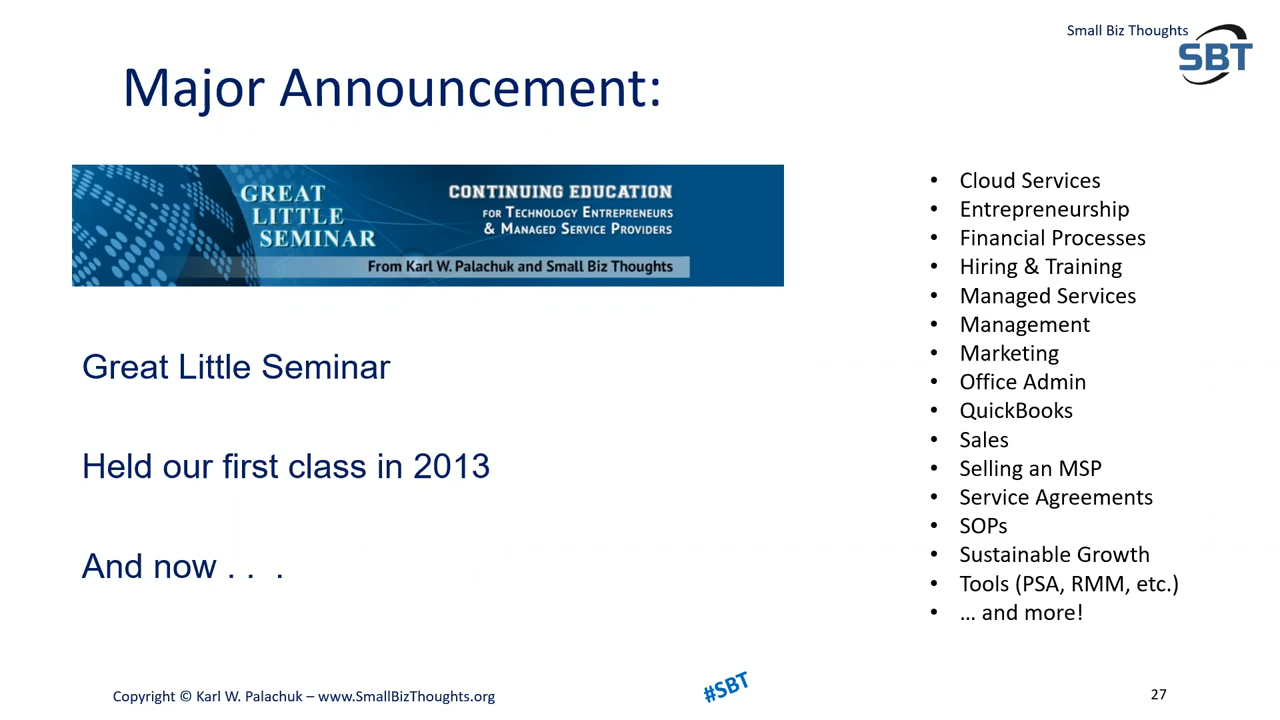 Small Biz Thoughts
SBT
Major Announcement:
GREAT
LITTLE
SEMINAR
CONTINUING EDUCATION
FOR TECHNOLOGY ENTREPRENEURS
& MANAGED SERVICE PROVIDERS
From Karl W. Palachuk and Small Biz Thoughts
Great Little Seminar
Held our first class in 2013
And now . .  .
• Cloud Services
• Entrepreneurship
• Financial Processes
• Hiring & Training
• Managed Services
• Management
• Marketing
• Office Admin
• QuickBooks
• Sales
• Selling an MSP
• Service Agreements
• SOPs
• Sustainable Growth
• Tools (PSA, RMM, etc.)
• … and more!
Copyright © Karl W. Palachuk – www.SmallBizThoughts.org
#SBT
27